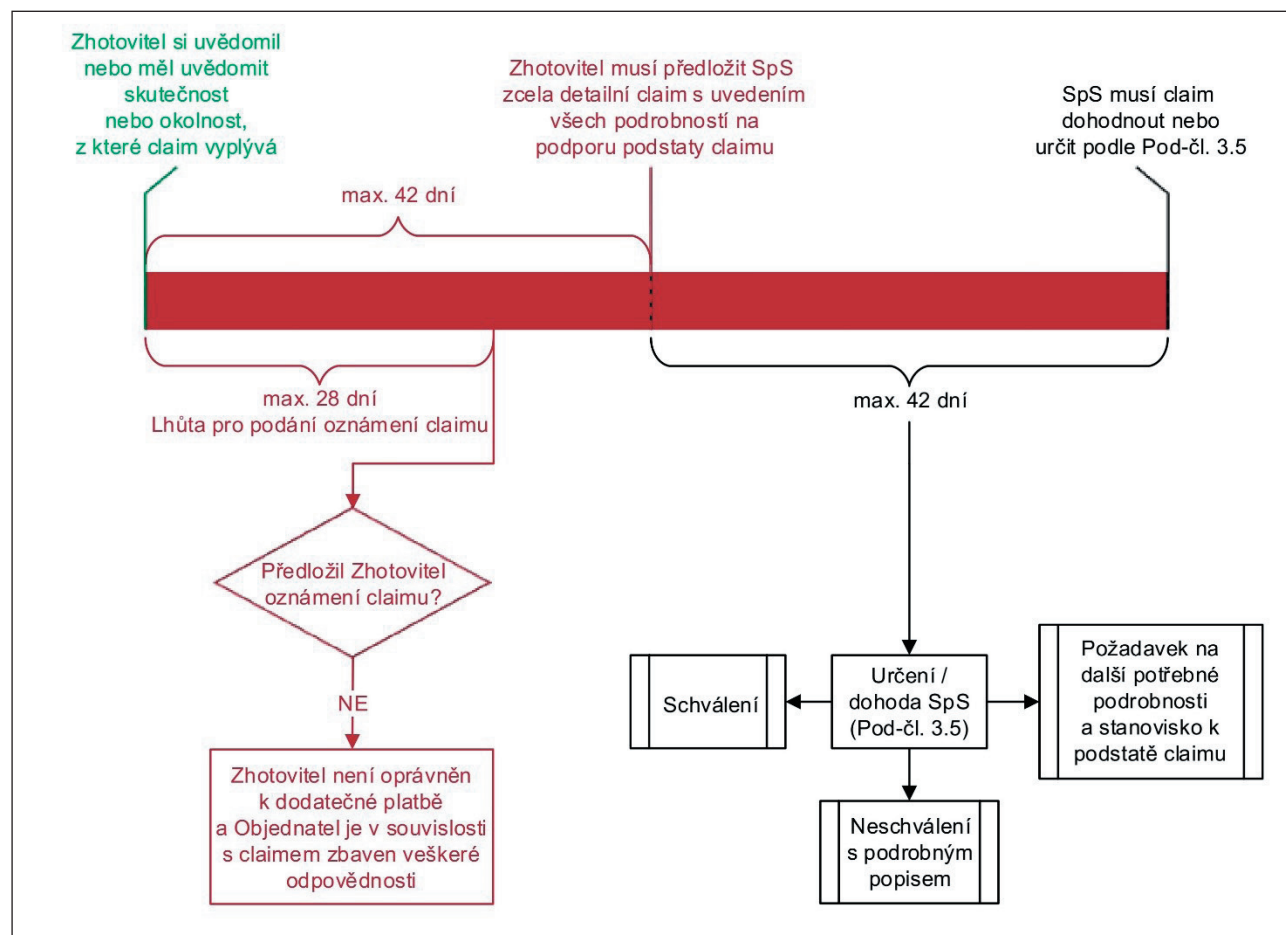 Zhotovitel si uvědomil
nebo měl uvědomit
skutečnost
nebo okolnost,
z které claim vyplývá
Zhotovitel musí předložit SpS
zcela detailní claim s uvedením
všech podrobností na
podporu podstaty claimu
SpS musí claim
dohodnout nebo
určit podle Pod-čl. 3.5
max. 42 dní
max. 28 dní
Lhůta pro podání oznámení claimu
max. 42 dní
Předložil Zhotovitel
oznámení claimu?
NE
Zhotovitel není oprávněn
k dodatečné platbě
a Objednatel je v souvislosti
s claimem zbaven veškeré
odpovědnosti
Schválení
Určení /
dohoda SpS
(Pod-čl. 3.5)
Požadavek na
další potřebné
podrobnosti
a stanovisko k
podstatě claimu
Neschválení
s podrobným
popisem